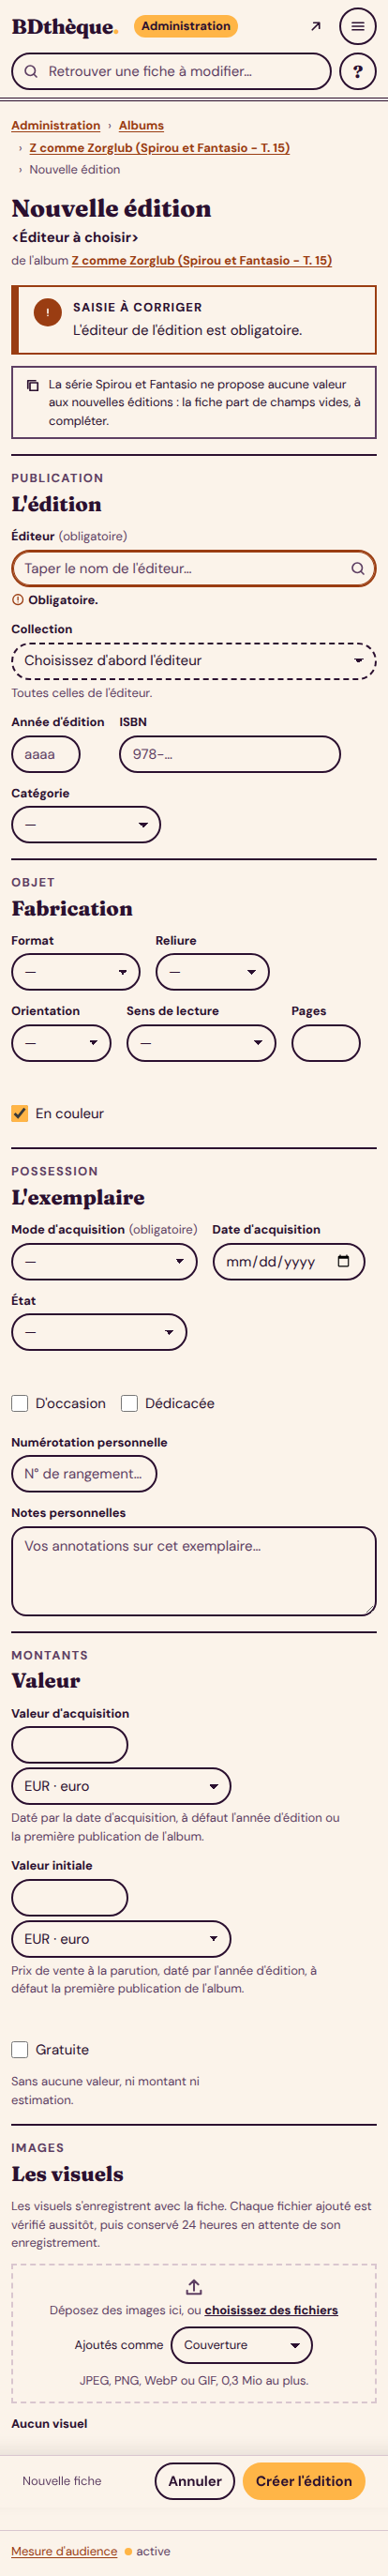 BDthèque. Administration
Retrouver une fiche à modifier... ?
Administration › Albums
› Z comme Zorglub (Spirou et Fantasio - T. 15)
› Nouvelle édition
Nouvelle édition
<Éditeur à choisir>
de l'album Z comme Zorglub (Spirou et Fantasio - T. 15)
! SAISIE À CORRIGER
L'éditeur de l'édition est obligatoire.
La série Spirou et Fantasio ne propose aucune valeur
aux nouvelles éditions : la fiche part de champs vides, à
compléter.
PUBLICATION
L'édition
Éditeur (obligatoire)
Taper le nom de l'éditeur...
Obligatoire.
Collection
Choisissez d'abord l'éditeur
Toutes celles de l'éditeur.
Année d'édition ISBN
aaaa 978-...
Catégorie
—
OBJET
Fabrication
Format Reliure
— —
Orientation Sens de lecture Pages
— —
En couleur
POSSESSION
L'exemplaire
Mode d'acquisition (obligatoire) Date d'acquisition
— mm/dd/yyyy
État
—
D'occasion Dédicacée
Numérotation personnelle
N° de rangement...
Notes personnelles
Vos annotations sur cet exemplaire...
MONTANTS
Valeur
Valeur d'acquisition
EUR · euro
Daté par la date d'acquisition, à défaut l'année d'édition ou
la première publication de l'album.
Valeur initiale
EUR · euro
Prix de vente à la parution, daté par l'année d'édition, à
défaut la première publication de l'album.
Gratuite
Sans aucune valeur, ni montant ni
estimation.
IMAGES
Les visuels
Les visuels s'enregistrent avec la fiche. Chaque fichier ajouté est
vérifié aussitôt, puis conservé 24 heures en attente de son
enregistrement.
Déposez des images ici, ou choisissez des fichiers
Ajoutés comme Couverture
JPEG, PNG, WebP ou GIF, 0,3 Mio au plus.
Aucun visuel
Nouvelle fiche Annuler Créer l'édition
Mesure d'audience active